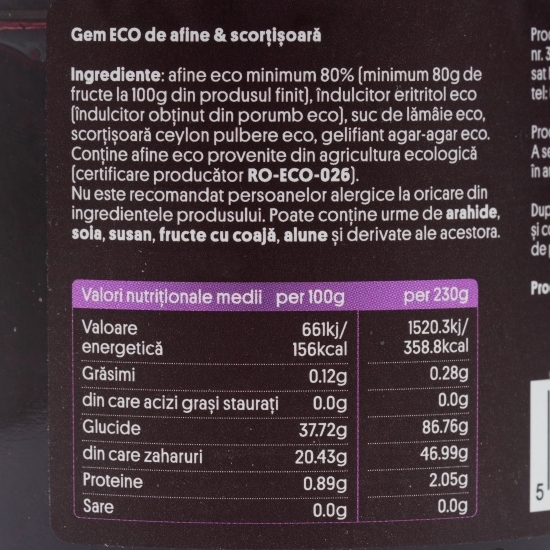 Gem ECO de afine & scorțișoară
Ingrediente: afine eco minimum 80% (minimum 80g de
fructe la 100g din produsul finit), îndulcitor eritritol eco
(îndulcitor obținut din porumb eco), suc de lămâie eco,
scorțișoară ceylon pulbere eco, gelifiant agar-agar eco.
Conține afine eco provenite din agricultura ecologică
(certificare producător RO-ECO-026).
Nu este recomandat persoanelor alergice la oricare din
ingredientele produsului. Poate conține urme de arahide,
soia, susan, fructe cu coajă, alune și derivate ale acestora.
Valori nutriționale medii per 100g per 230g
Valoare energetică 661kj/ 156kcal 1520.3kj/ 358.8kcal
Grăsimi 0.12g 0.28g
din care acizi grași staurați 0.0g 0.0g
Glucide 37.72g 86.76g
din care zaharuri 20.43g 46.99g
Proteine 0.89g 2.05g
Sare 0.0g 0.0g
nr. 3
tel:
5